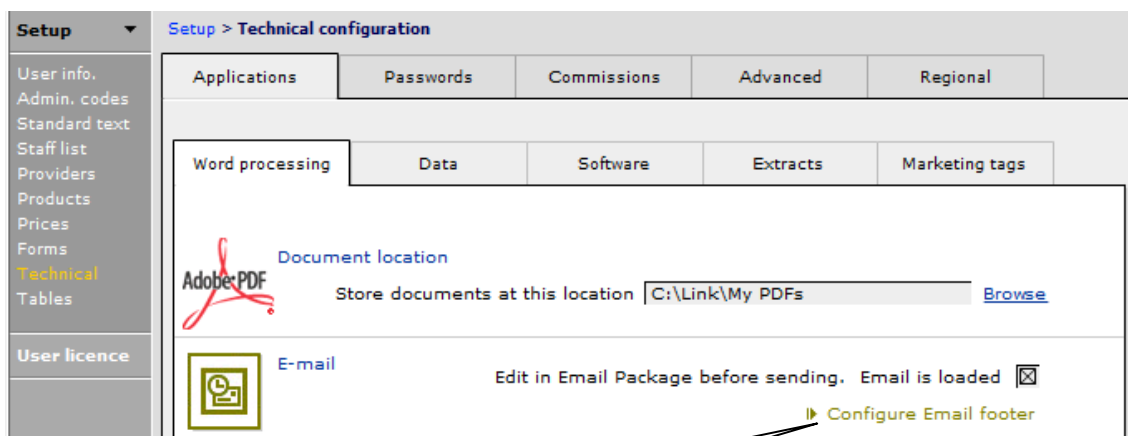 Setup
Setup > Technical configuration
User info.
Admin. codes
Standard text
Staff list
Providers
Products
Prices
Forms
Technical
Tables
User licence
Applications Passwords Commissions Advanced Regional
Word processing Data Software Extracts Marketing tags
Adobe PDF
Document location
Store documents at this location C:\Link\My PDFs Browse
E-mail
Edit in Email Package before sending. Email is loaded
Configure Email footer